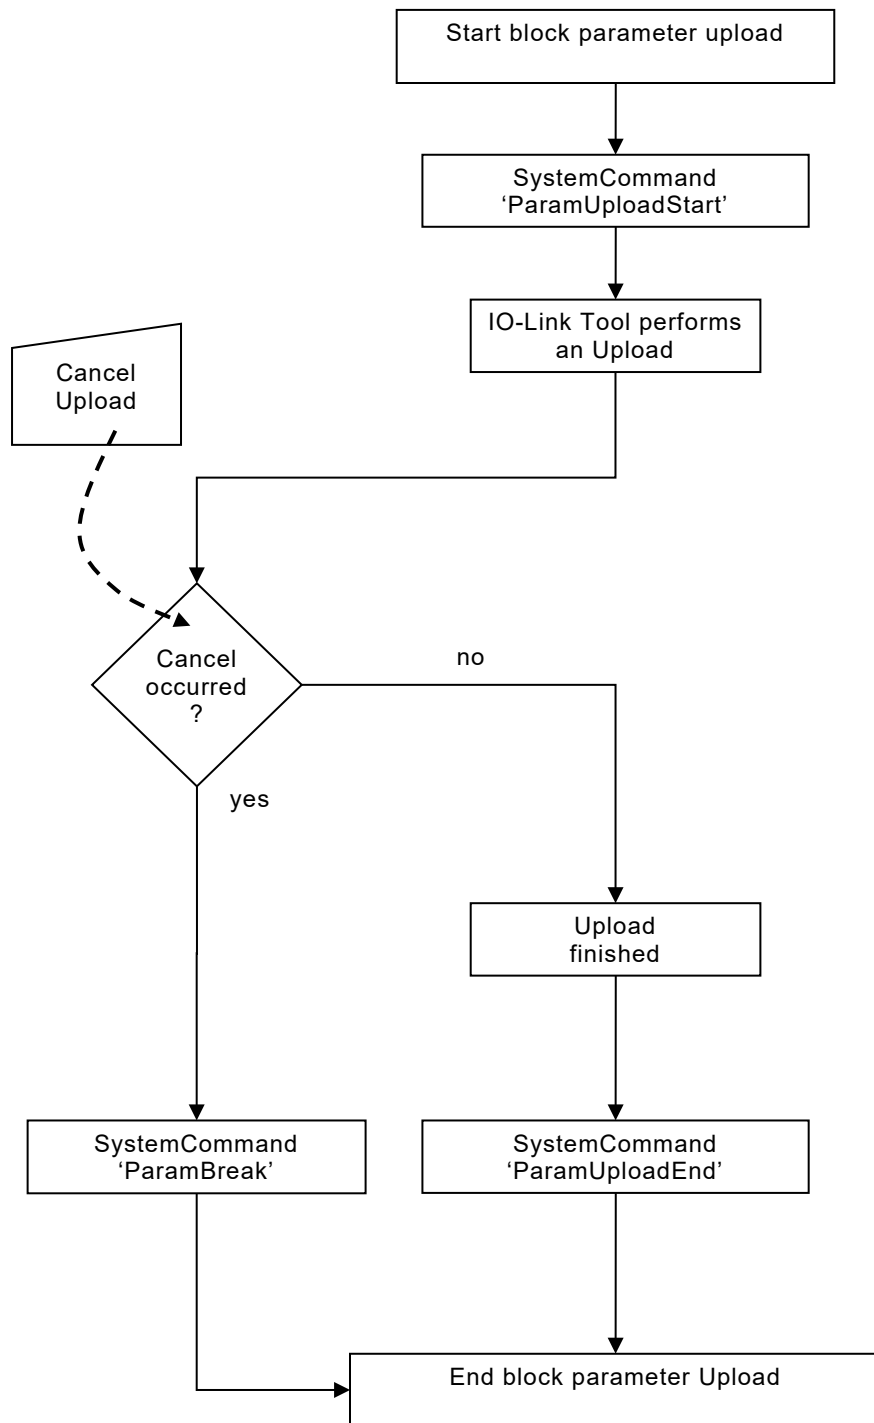 Start block parameter upload
SystemCommand
‘ParamUploadStart’
IO-Link Tool performs
an Upload
Cancel
Upload
Cancel
occurred
?
no
yes
Upload
finished
SystemCommand
‘ParamBreak’
SystemCommand
‘ParamUploadEnd’
End block parameter Upload